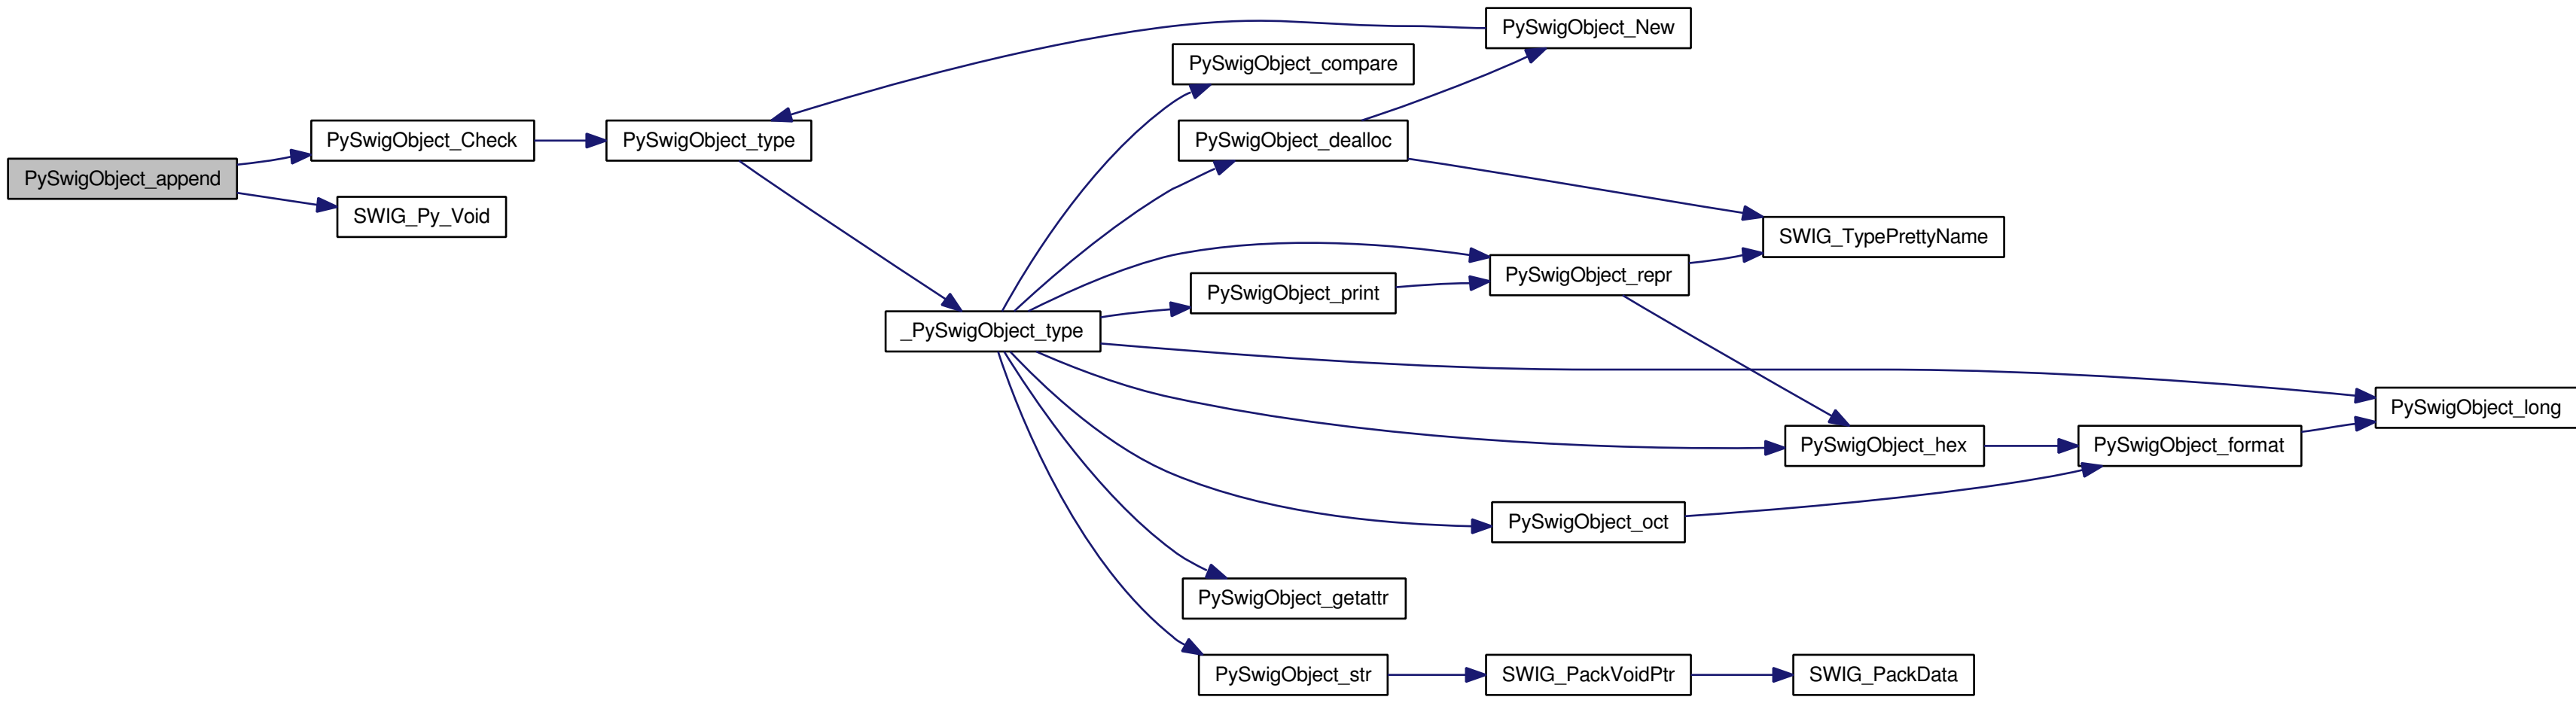 PySwigObject_New
PySwigObject_compare
PySwigObject_Check
PySwigObject_type
PySwigObject_dealloc
PySwigObject_append
SWIG_Py_Void
SWIG_TypePrettyName
PySwigObject_repr
PySwigObject_print
_PySwigObject_type
PySwigObject_long
PySwigObject_hex
PySwigObject_format
PySwigObject_oct
PySwigObject_getattr
PySwigObject_str
SWIG_PackVoidPtr
SWIG_PackData